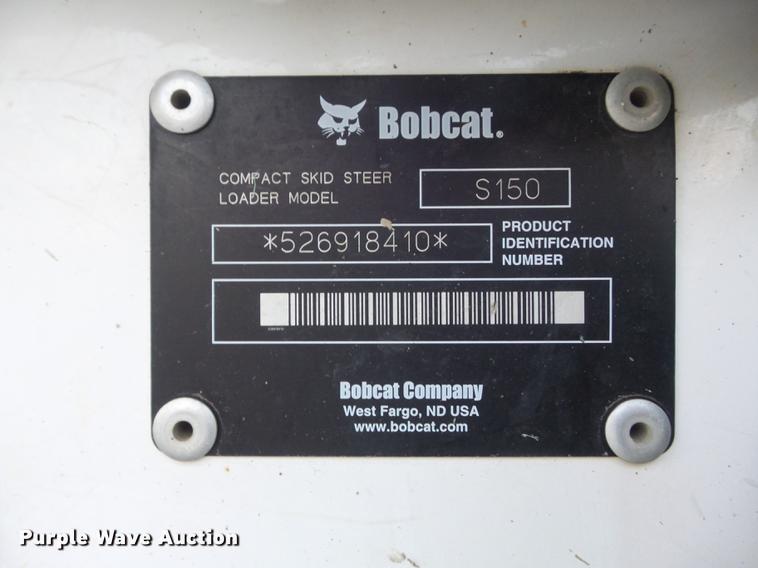 Bobcat.
COMPACT SKID STEER
LOADER MODEL
S150
*526918410*
PRODUCT
IDENTIFICATION
NUMBER
Bobcat Company
West Fargo, ND USA
www.bobcat.com
Purple Wave Auction